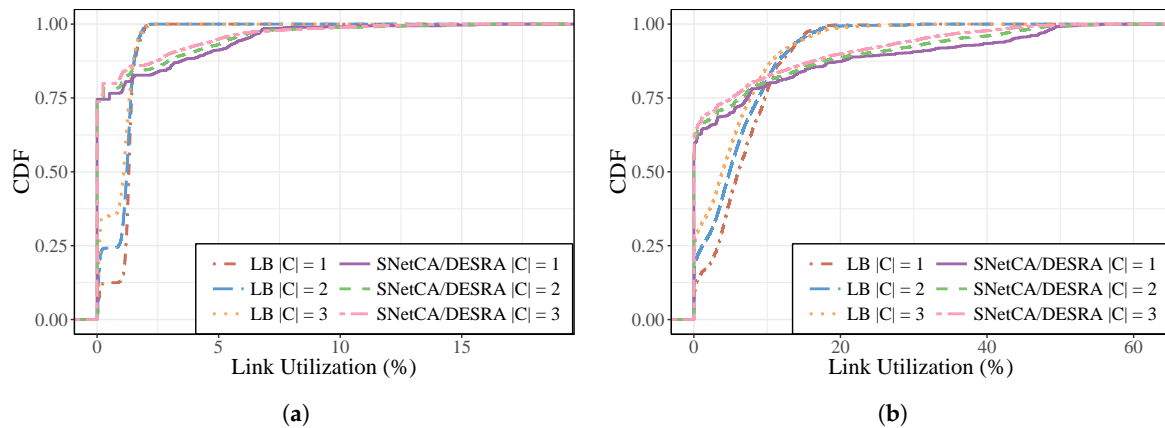 1.00
0.75
0.50
0.25
0.00
CDF
LB |C| = 1
LB |C| = 2
LB |C| = 3
SNetCA/DESRA |C| = 1
SNetCA/DESRA |C| = 2
SNetCA/DESRA |C| = 3
0 5 10 15
Link Utilization (%)
(a)
1.00
0.75
0.50
0.25
0.00
CDF
LB |C| = 1
LB |C| = 2
LB |C| = 3
SNetCA/DESRA |C| = 1
SNetCA/DESRA |C| = 2
SNetCA/DESRA |C| = 3
0 20 40 60
Link Utilization (%)
(b)